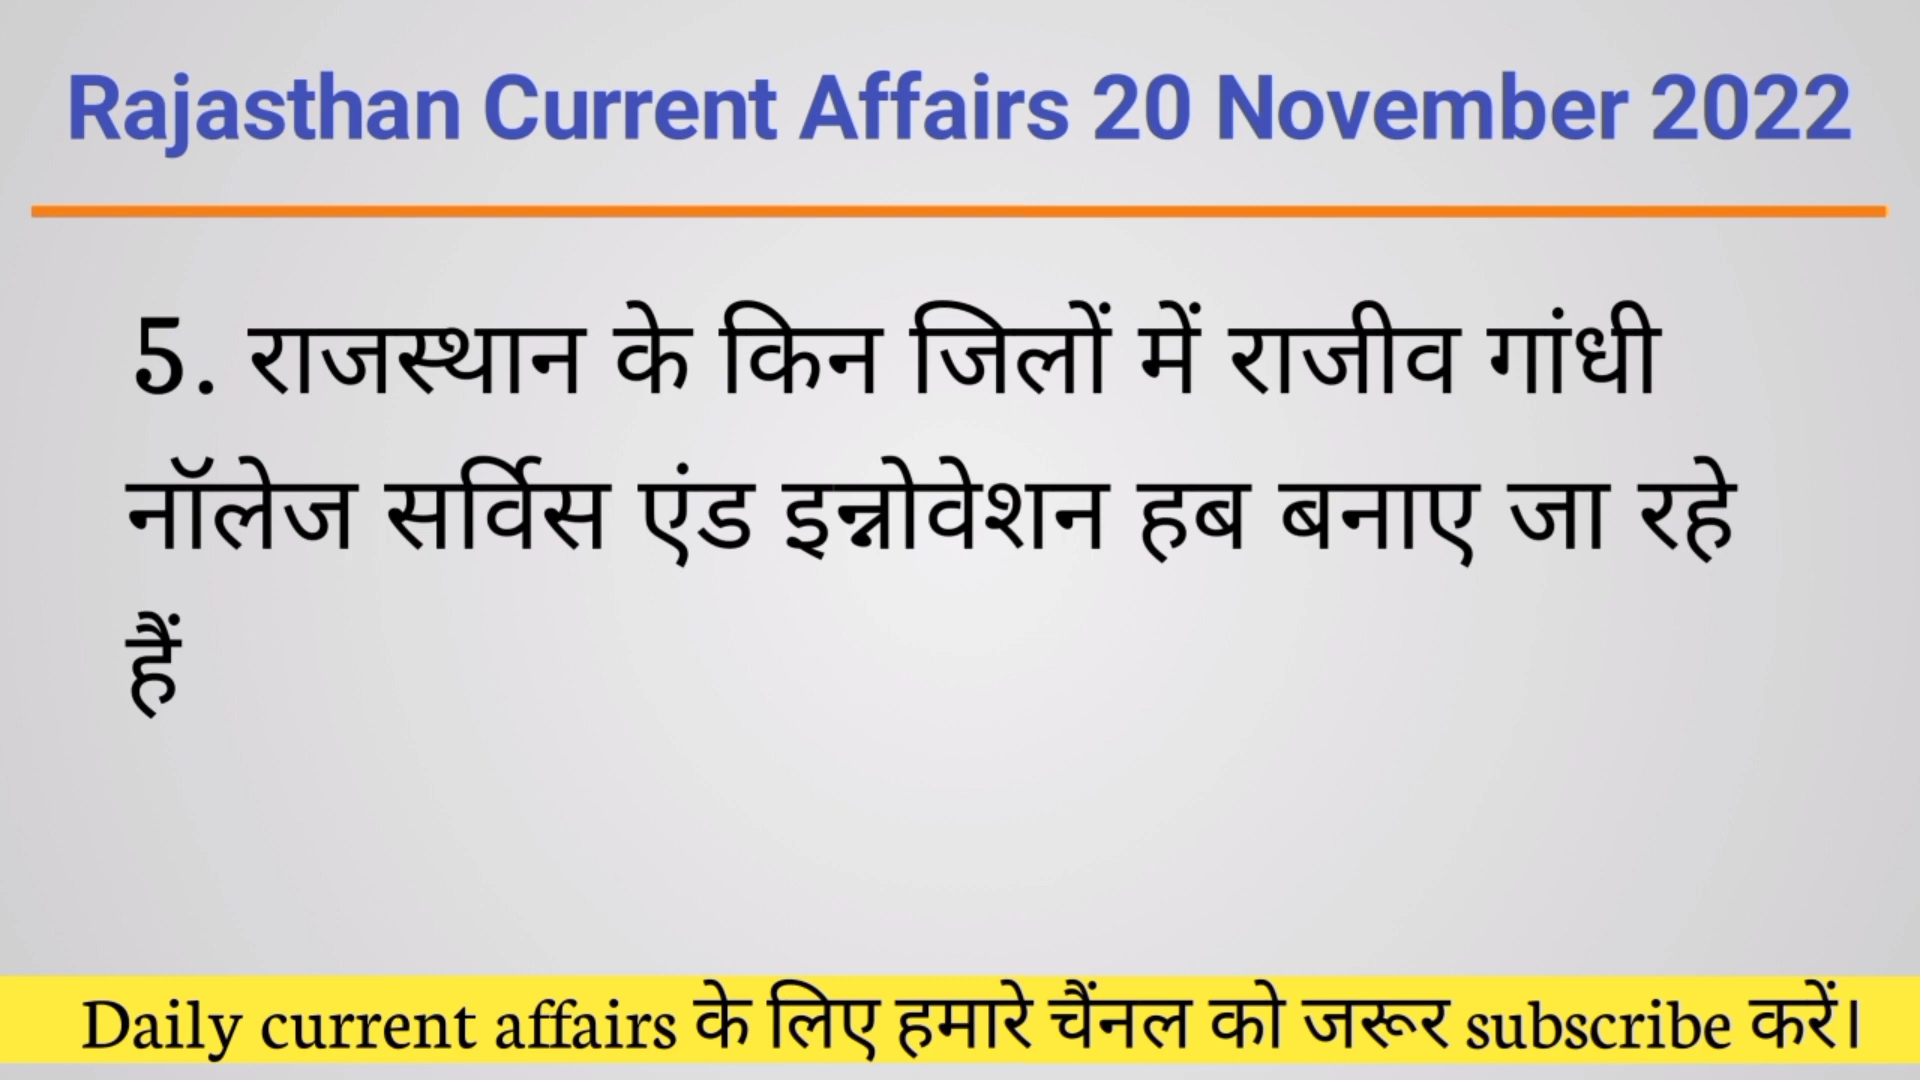 Rajasthan Current Affairs 20 November 2022
5. राजस्थान के किन जिलों में राजीव गांधी
नॉलेज सर्विस एंड इन्नोवेशन हब बनाए जा रहे
हैं
Daily current affairs के लिए हमारे चैंनल को जरूर subscribe करें।